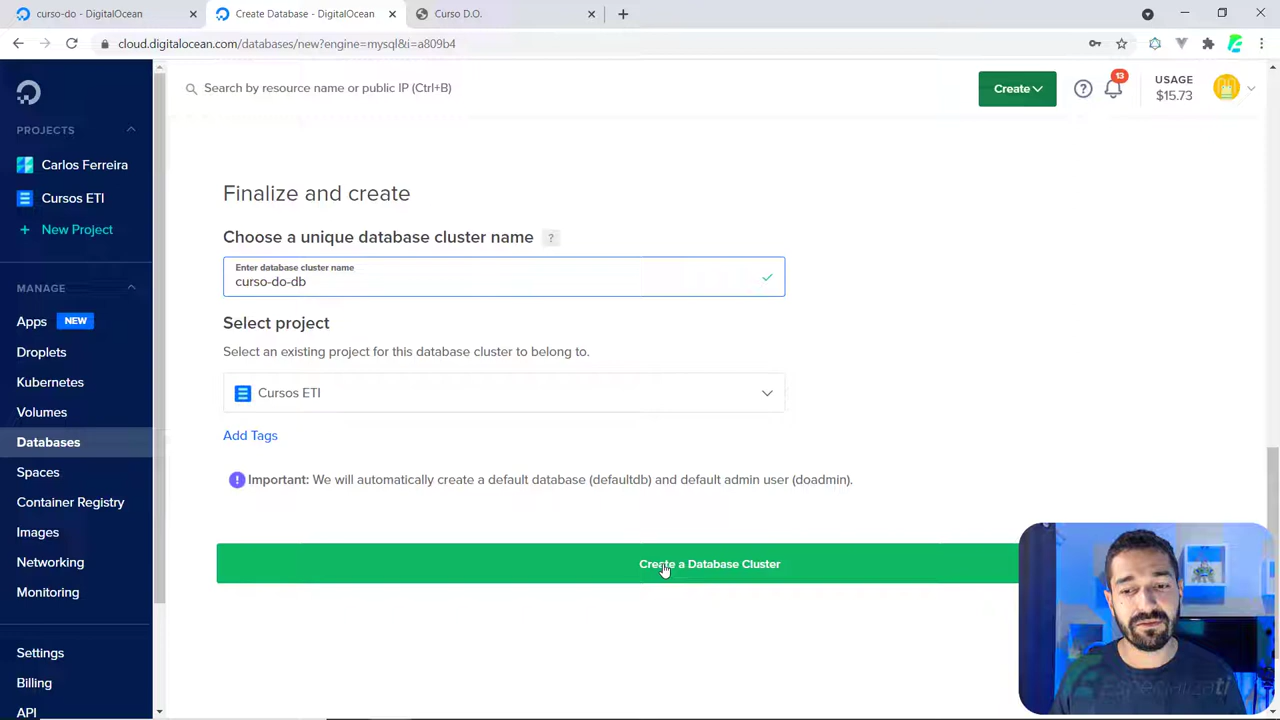 curso-do - DigitalOcean
Create Database - DigitalOcean
Curso D.O.
cloud.digitalocean.com/databases/new?engine=mysql&i=a809b4
Search by resource name or public IP (Ctrl+B)
Create
13
USAGE
$15.73
PROJECTS
Carlos Ferreira
Cursos ETI
+ New Project
MANAGE
Apps NEW
Droplets
Kubernetes
Volumes
Databases
Spaces
Container Registry
Images
Networking
Monitoring
Settings
Billing
API
Finalize and create
Choose a unique database cluster name ?
Enter database cluster name
curso-do-db
Select project
Select an existing project for this database cluster to belong to.
Cursos ETI
Add Tags
Important: We will automatically create a default database (defaultdb) and default admin user (doadmin).
Create a Database Cluster
EspecializaTi